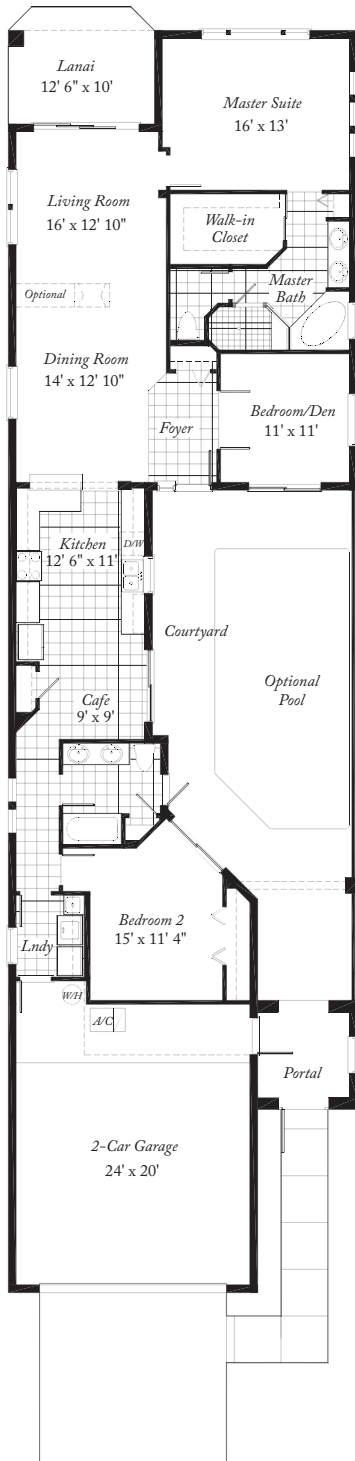 Lanai
12' 6" x 10'
Master Suite
16' x 13'
Living Room
16' x 12' 10"
Walk-in
Closet
Master
Bath
Optional
Dining Room
14' x 12' 10"
Bedroom/Den
11' x 11'
Foyer
Kitchen
12' 6" x 11'
D/W
Courtyard
Optional
Pool
Cafe
9' x 9'
Bedroom 2
15' x 11' 4"
Lndy
W/H
A/C
Portal
2-Car Garage
24' x 20'